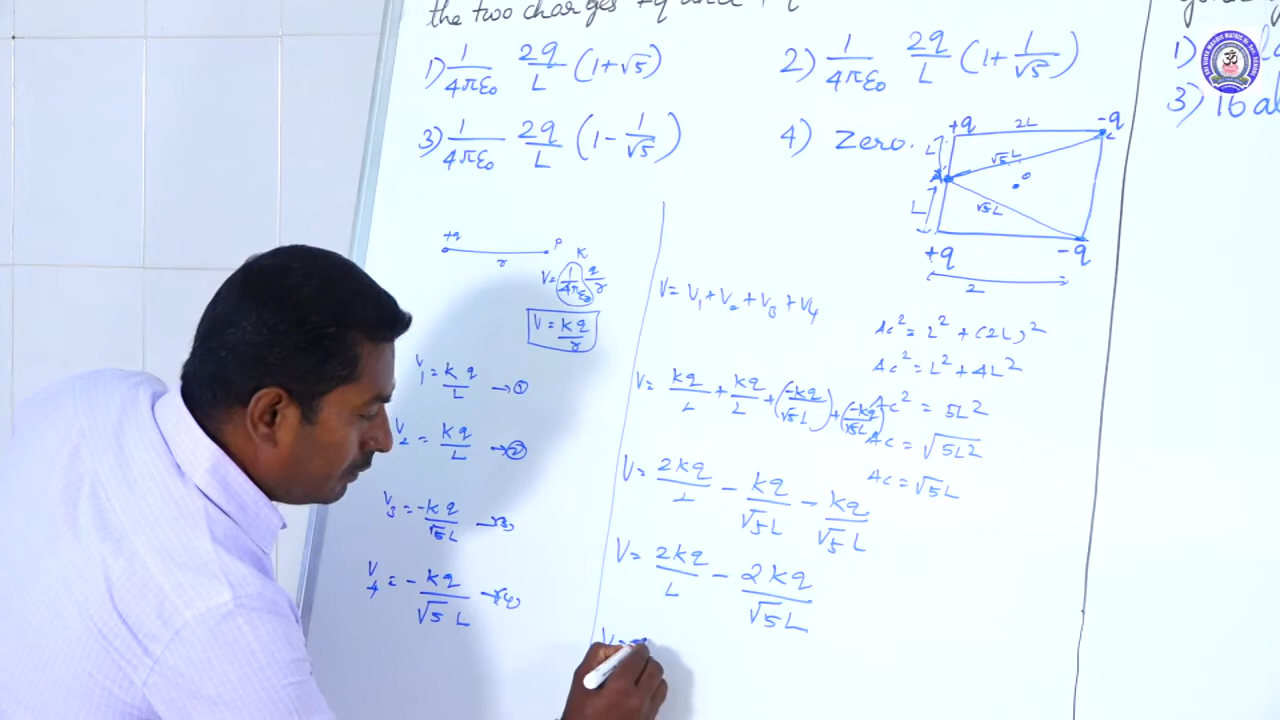 the two charges +q and +q
1) 1/4πε₀ 2q/L (1+√5)
2) 1/4πε₀ 2q/L (1+ 1/√5)
3) 1/4πε₀ 2q/L (1- 1/√5)
4) Zero.
+q 2L -q
L √5L
L √5L
+q -q
2
+q P
r
K
V= 1/4πε₀ q/r
V = kq/r
V1 = kq/L →①
V2 = kq/L →②
V3 = -kq/√5L →3
V4 = - kq/√5 L →4
V= V1 + V2 + V3 + V4
V= kq/L + kq/L + (-kq/√5L) + (-kq/√5L)
V= 2kq/L - kq/√5L - kq/√5L
V= 2kq/L - 2kq/√5L
V=
AC² = L² + (2L)²
AC² = L² + 4L²
AC² = 5L²
AC = √5L²
AC = √5L
1)
3) 16